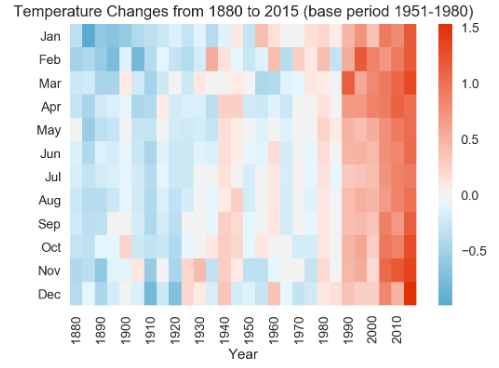 Temperature Changes from 1880 to 2015 (base period 1951-1980)
Jan
Feb
Mar
Apr
May
Jun
Jul
Aug
Sep
Oct
Nov
Dec
1880
1890
1900
1910
1920
1930
1940
1950
1960
1970
1980
1990
2000
2010
Year
1.5
1.0
0.5
0.0
−0.5